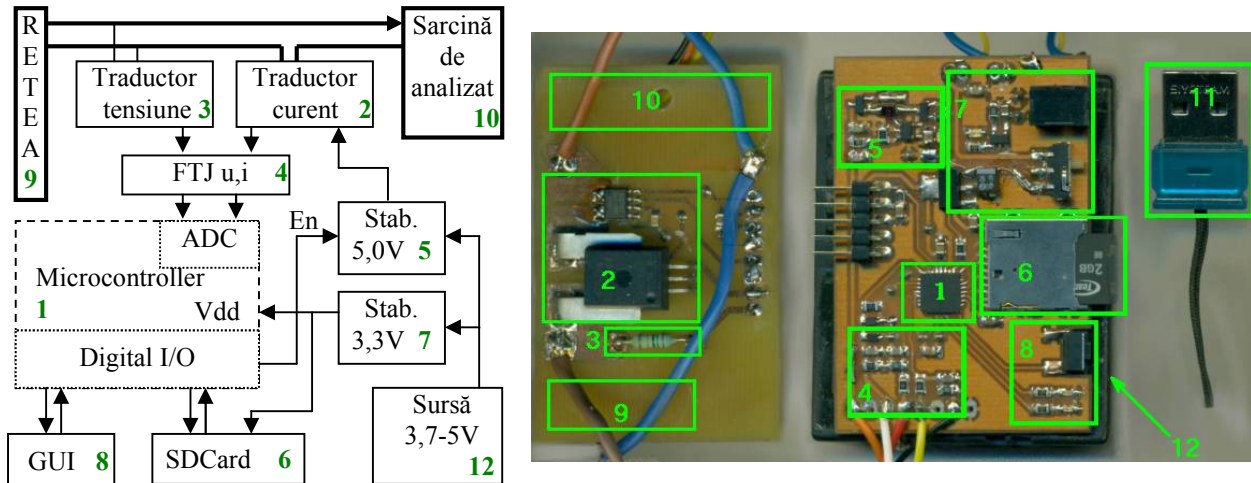 R
E
T
E
A
9
Sarcină
de
analizat
10
Traductor
tensiune 3
Traductor
curent 2
FTJ u,i 4
ADC
En
Stab.
5,0V
5
Microcontroller
1
Vdd
Stab.
3,3V 7
Digital I/O
Sursă
3,7-5V
12
GUI 8
SDCard 6
10
2
3
9
5
7
1
6
2GB
4
8
11
12